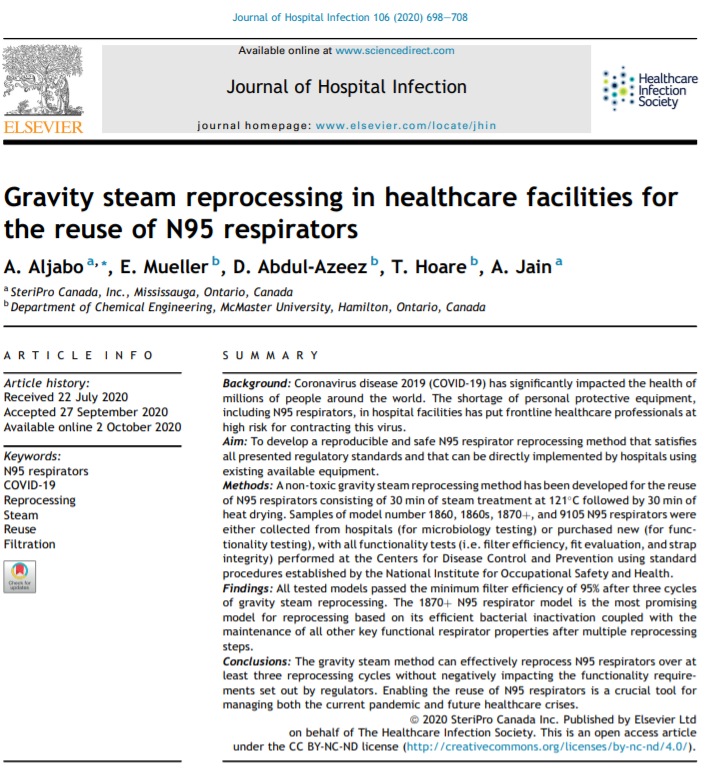 Journal of Hospital Infection 106 (2020) 698–708
Available online at www.sciencedirect.com
Journal of Hospital Infection
journal homepage: www.elsevier.com/locate/jhin
ELSEVIER
Healthcare
Infection
Society
Gravity steam reprocessing in healthcare facilities for
the reuse of N95 respirators
A. Aljabo a,*, E. Mueller b, D. Abdul-Azeez b, T. Hoare b, A. Jain a
a SteriPro Canada, Inc., Mississauga, Ontario, Canada
b Department of Chemical Engineering, McMaster University, Hamilton, Ontario, Canada
ARTICLE INFO
Article history:
Received 22 July 2020
Accepted 27 September 2020
Available online 2 October 2020
Keywords:
N95 respirators
COVID-19
Reprocessing
Steam
Reuse
Filtration
Check for
updates
SUMMARY
Background: Coronavirus disease 2019 (COVID-19) has significantly impacted the health of
millions of people around the world. The shortage of personal protective equipment,
including N95 respirators, in hospital facilities has put frontline healthcare professionals at
high risk for contracting this virus.
Aim: To develop a reproducible and safe N95 respirator reprocessing method that satisfies
all presented regulatory standards and that can be directly implemented by hospitals using
existing available equipment.
Methods: A non-toxic gravity steam reprocessing method has been developed for the reuse
of N95 respirators consisting of 30 min of steam treatment at 121°C followed by 30 min of
heat drying. Samples of model number 1860, 1860s, 1870+, and 9105 N95 respirators were
either collected from hospitals (for microbiology testing) or purchased new (for func-
tionality testing), with all functionality tests (i.e. filter efficiency, fit evaluation, and strap
integrity) performed at the Centers for Disease Control and Prevention using standard
procedures established by the National Institute for Occupational Safety and Health.
Findings: All tested models passed the minimum filter efficiency of 95% after three cycles
of gravity steam reprocessing. The 1870+ N95 respirator model is the most promising
model for reprocessing based on its efficient bacterial inactivation coupled with the
maintenance of all other key functional respirator properties after multiple reprocessing
steps.
Conclusions: The gravity steam method can effectively reprocess N95 respirators over at
least three reprocessing cycles without negatively impacting the functionality require-
ments set out by regulators. Enabling the reuse of N95 respirators is a crucial tool for
managing both the current pandemic and future healthcare crises.
© 2020 SteriPro Canada Inc. Published by Elsevier Ltd
on behalf of The Healthcare Infection Society. This is an open access article
under the CC BY-NC-ND license (http://creativecommons.org/licenses/by-nc-nd/4.0/).